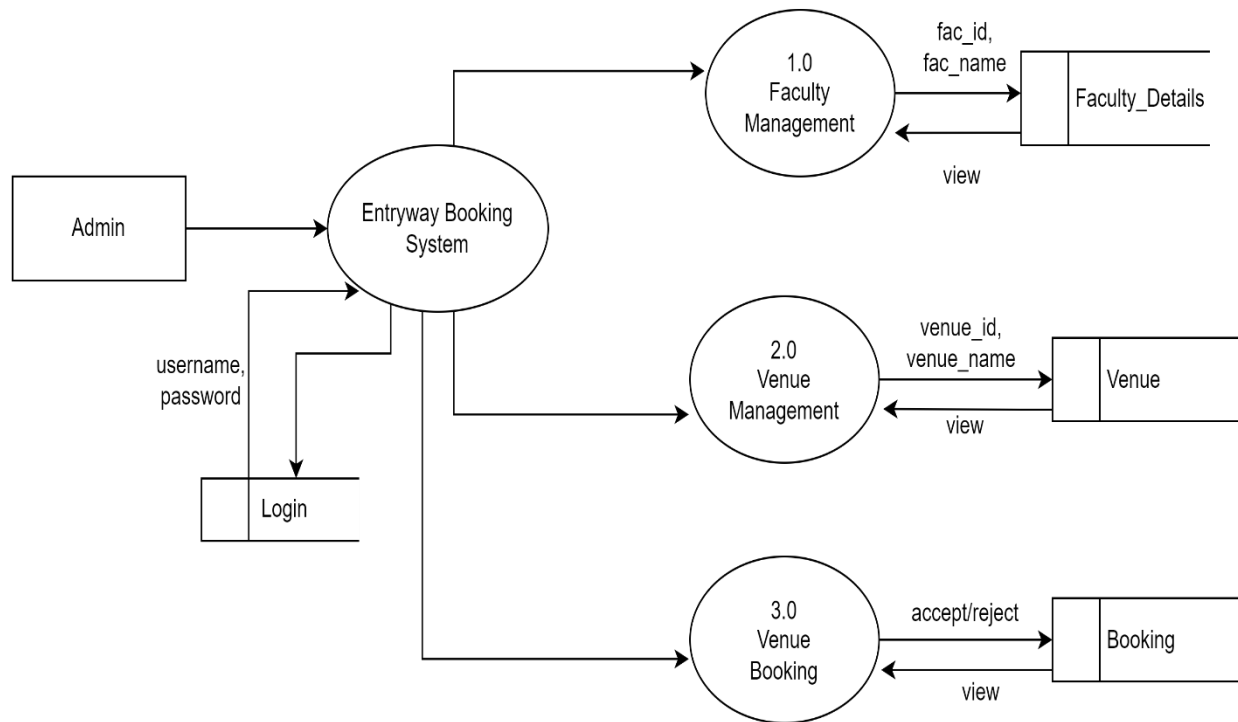 Admin
Entryway Booking
System
username,
password
Login
1.0
Faculty
Management
fac_id,
fac_name
Faculty_Details
view
2.0
Venue
Management
venue_id,
venue_name
Venue
view
3.0
Venue
Booking
accept/reject
Booking
view